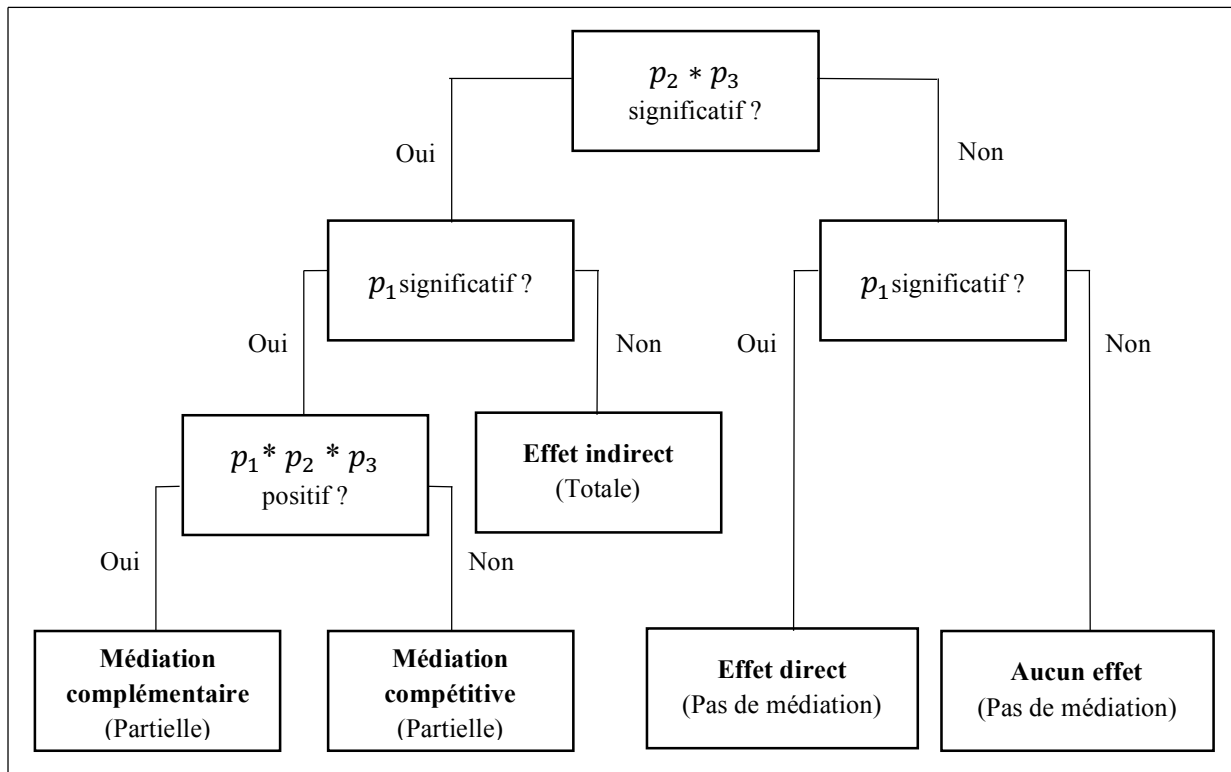 p₂ * p₃
significatif ?
Oui
Non
p₁ significatif ?
p₁ significatif ?
Oui
Non
Oui
Non
p₁ * p₂ * p₃
positif ?
Effet indirect
(Totale)
Oui
Non
Médiation
complémentaire
(Partielle)
Médiation
compétitive
(Partielle)
Effet direct
(Pas de médiation)
Aucun effet
(Pas de médiation)